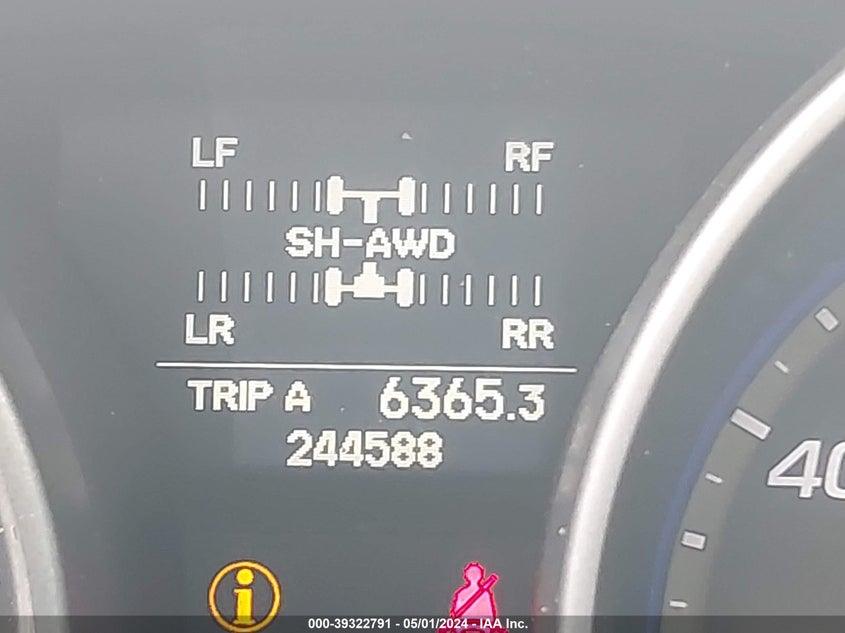 LF RF
SH-AWD
LR RR
TRIP A 6365.3
244588
40
i
000-39322791 - 05/01/2024 - IAA Inc.